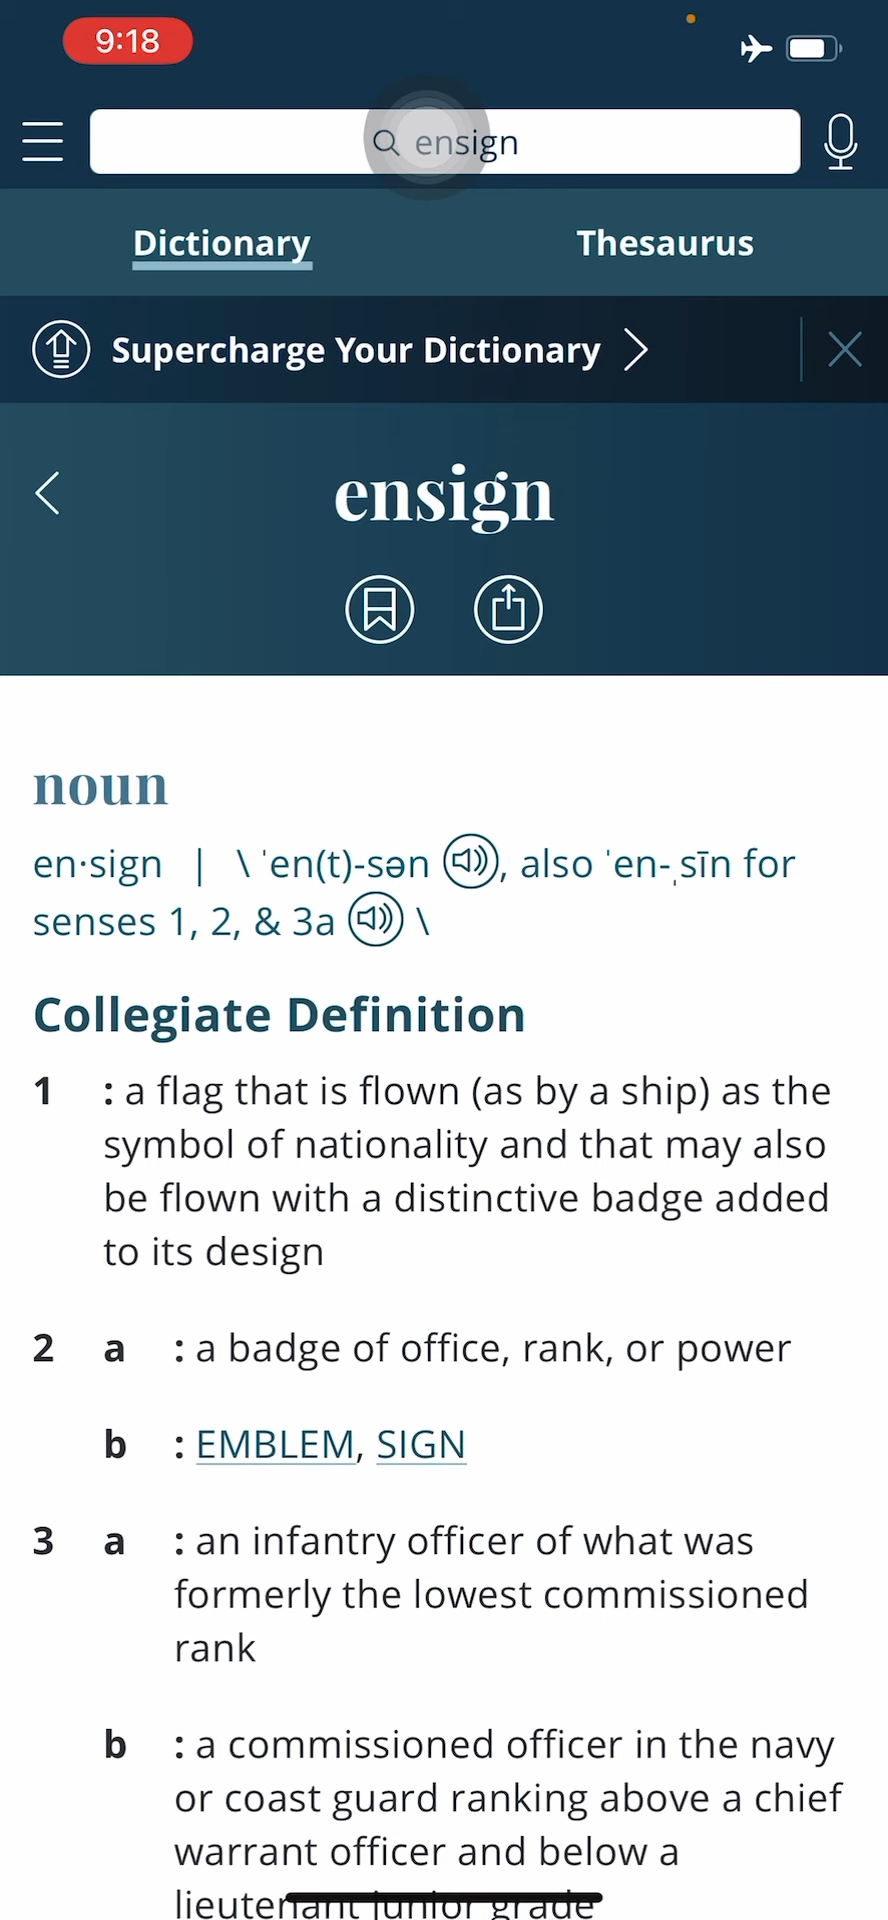 9:18
ensign
Dictionary Thesaurus
Supercharge Your Dictionary
ensign
noun
en·sign | \ ˈen(t)-sən , also ˈen-ˌsīn for
senses 1, 2, & 3a \
Collegiate Definition
1 : a flag that is flown (as by a ship) as the
symbol of nationality and that may also
be flown with a distinctive badge added
to its design
2 a : a badge of office, rank, or power
b : EMBLEM, SIGN
3 a : an infantry officer of what was
formerly the lowest commissioned
rank
b : a commissioned officer in the navy
or coast guard ranking above a chief
warrant officer and below a
lieutenant junior grade